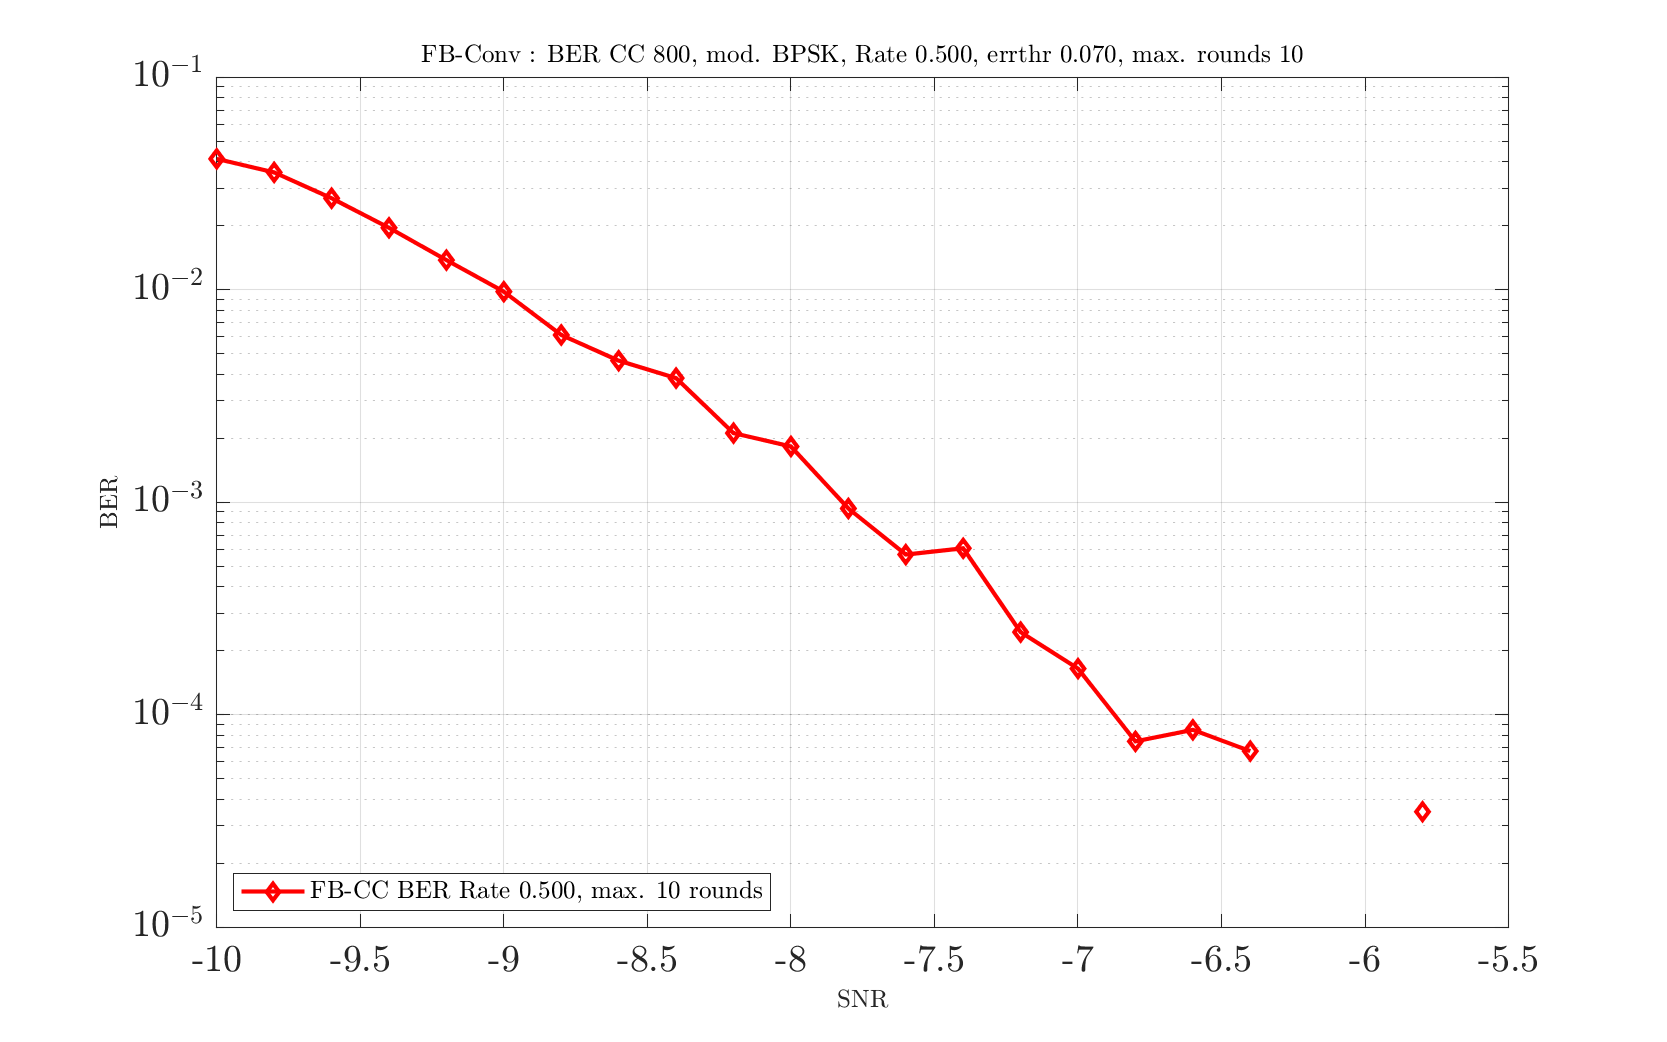 FB-Conv : BER CC 800, mod. BPSK, Rate 0.500, errthr 0.070, max. rounds 10
10⁻¹
10⁻²
10⁻³
10⁻⁴
10⁻⁵
BER
FB-CC BER Rate 0.500, max. 10 rounds
-10 -9.5 -9 -8.5 -8 -7.5 -7 -6.5 -6 -5.5
SNR